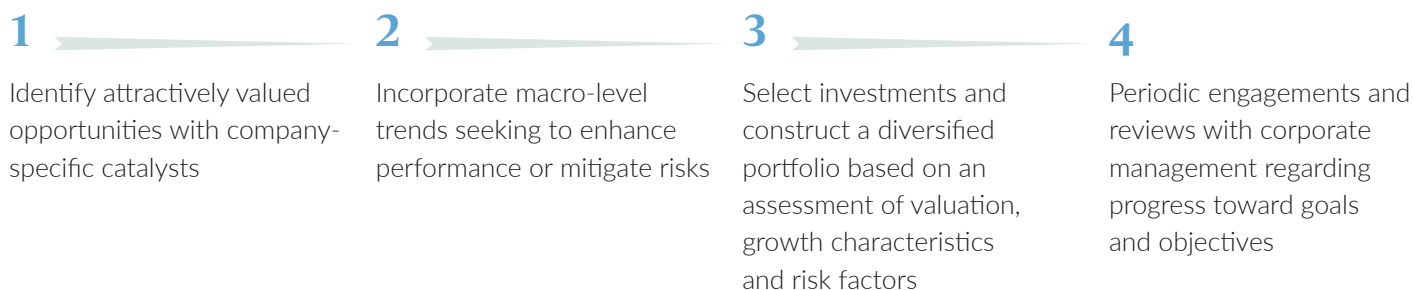 1
Identify attractively valued
opportunities with company-
specific catalysts
2
Incorporate macro-level
trends seeking to enhance
performance or mitigate risks
3
Select investments and
construct a diversified
portfolio based on an
assessment of valuation,
growth characteristics
and risk factors
4
Periodic engagements and
reviews with corporate
management regarding
progress toward goals
and objectives